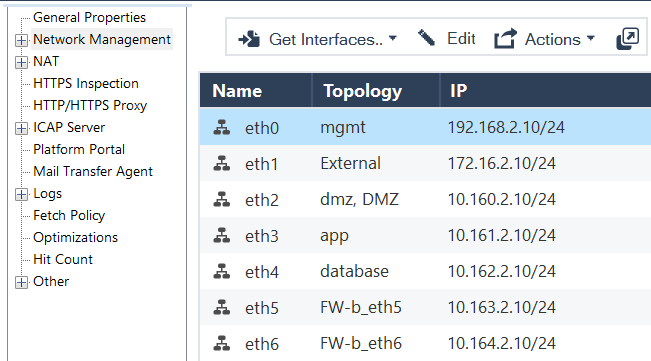 General Properties
Network Management
NAT
HTTPS Inspection
HTTP/HTTPS Proxy
ICAP Server
Platform Portal
Mail Transfer Agent
Logs
Fetch Policy
Optimizations
Hit Count
Other
Get Interfaces.. Edit Actions
Name Topology IP
eth0 mgmt 192.168.2.10/24
eth1 External 172.16.2.10/24
eth2 dmz, DMZ 10.160.2.10/24
eth3 app 10.161.2.10/24
eth4 database 10.162.2.10/24
eth5 FW-b_eth5 10.163.2.10/24
eth6 FW-b_eth6 10.164.2.10/24